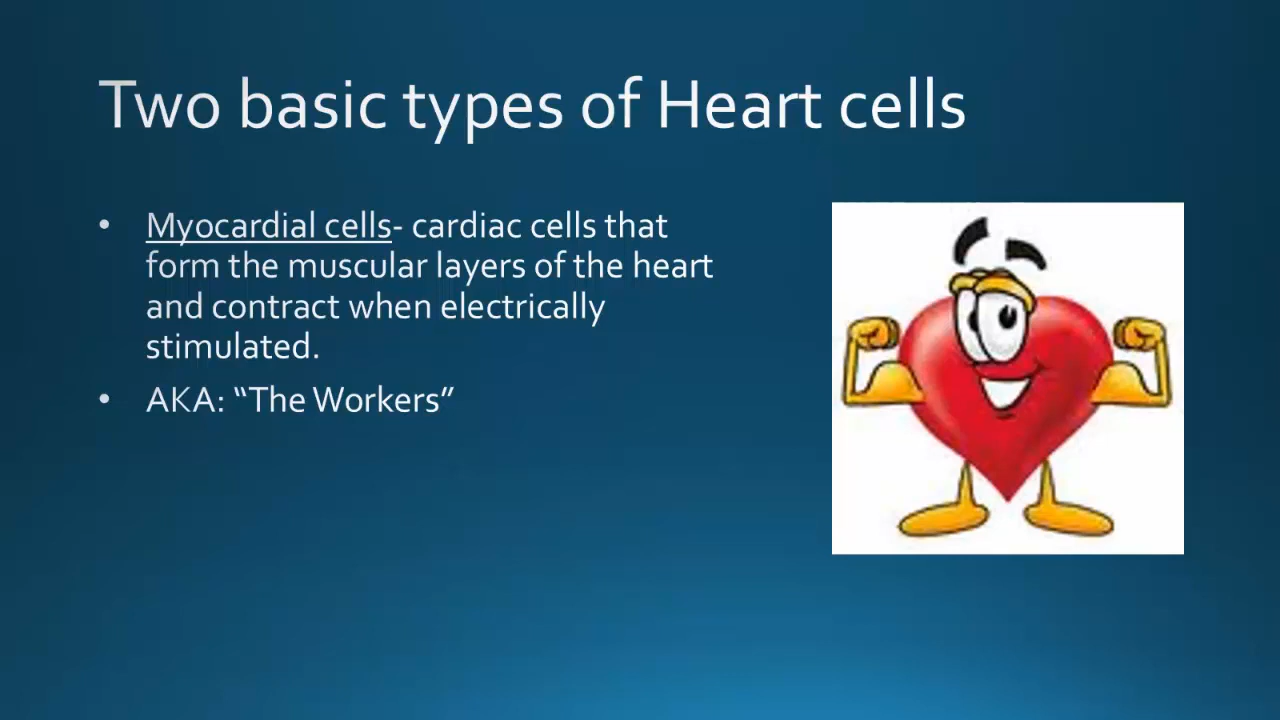 Two basic types of Heart cells
• Myocardial cells- cardiac cells that
form the muscular layers of the heart
and contract when electrically
stimulated.
• AKA: “The Workers”